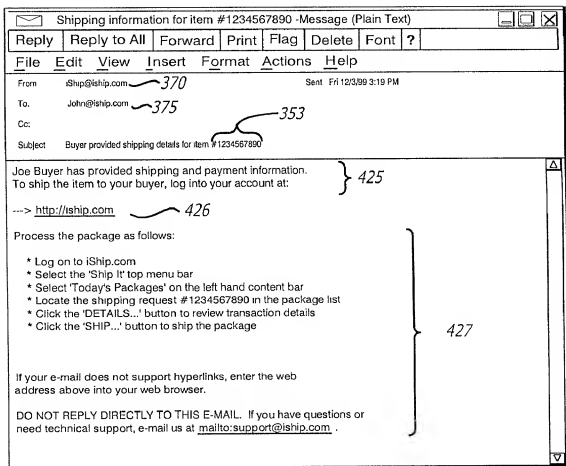 Shipping information for item #1234567890 -Message (Plain Text)
Reply Reply to All Forward Print Flag Delete Font ?
File Edit View Insert Format Actions Help
From iShip@iship.com 370 Sent Fri 12/3/99 3:19 PM
To. John@iship.com 375
353
Cc:
Subject Buyer provided shipping details for item #1234567890
Joe Buyer has provided shipping and payment information.
To ship the item to your buyer, log into your account at:
425
---> http://iship.com 426
Process the package as follows:
* Log on to iShip.com
* Select the 'Ship It' top menu bar
* Select 'Today's Packages' on the left hand content bar
* Locate the shipping request #1234567890 in the package list
* Click the 'DETAILS...' button to review transaction details
* Click the 'SHIP...' button to ship the package
427
If your e-mail does not support hyperlinks, enter the web
address above into your web browser.
DO NOT REPLY DIRECTLY TO THIS E-MAIL. If you have questions or
need technical support, e-mail us at mailto:support@iship.com .